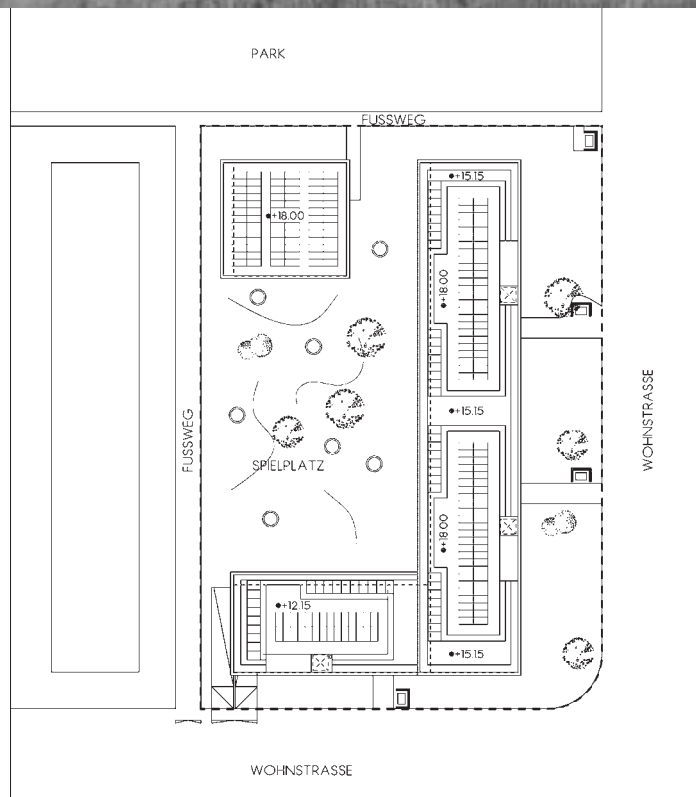 PARK
FUSSWEG
+15.15
+18.00
+18.00
WOHNSTRASSE
+15.15
FUSSWEG
SPIELPLATZ
+18.00
+12.15
+15.15
WOHNSTRASSE